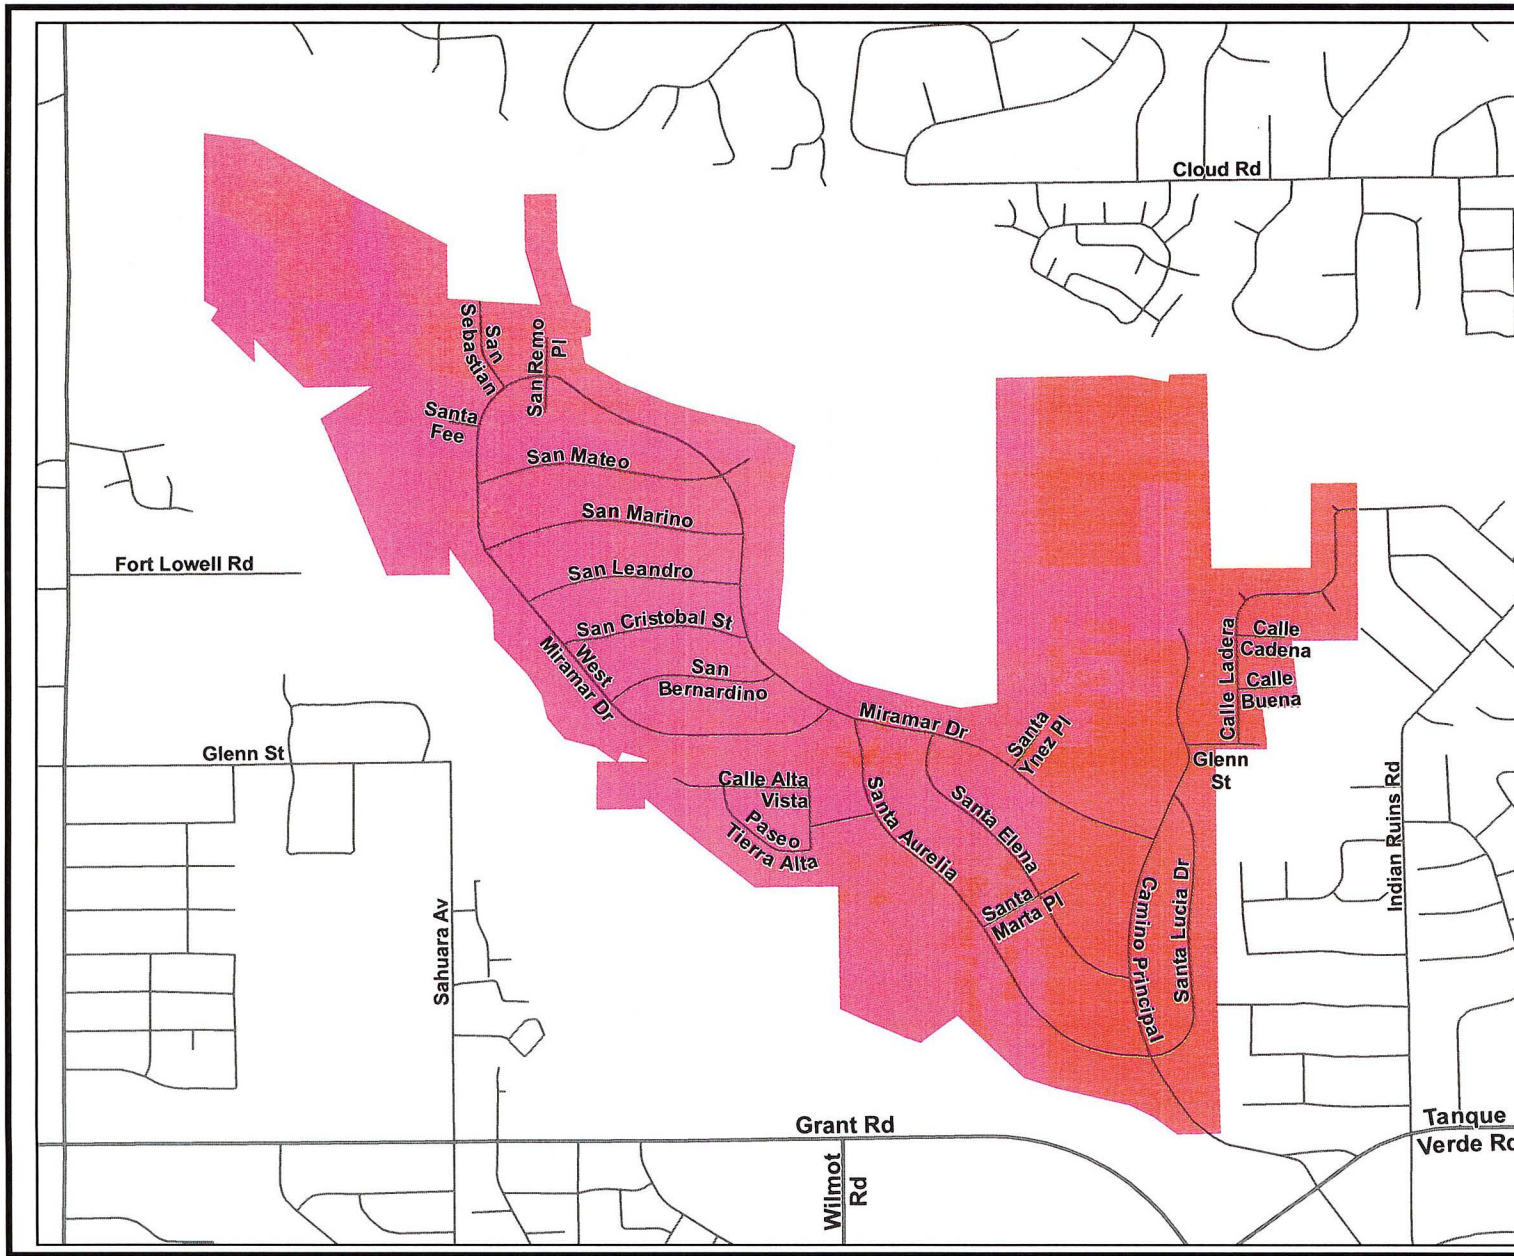 Cloud Rd
San
Sebastian
San Remo
Pl
Santa
Fee
San Mateo
San Marino
Fort Lowell Rd
San Leandro
San Cristobal St
West
Miramar Dr
San
Bernardino
Calle Ladera
Calle
Cadena
Calle
Buena
Miramar Dr
Santa
Ynez Pl
Glenn St
Glenn
St
Calle Alta
Vista
Paseo
Tierra Alta
Santa Aurelia
Santa Elena
Indian Ruins Rd
Santa
Marta Pl
Camino Principal
Santa Lucia Dr
Sahuara Av
Grant Rd
Tanque
Verde Rd
Wilmot
Rd